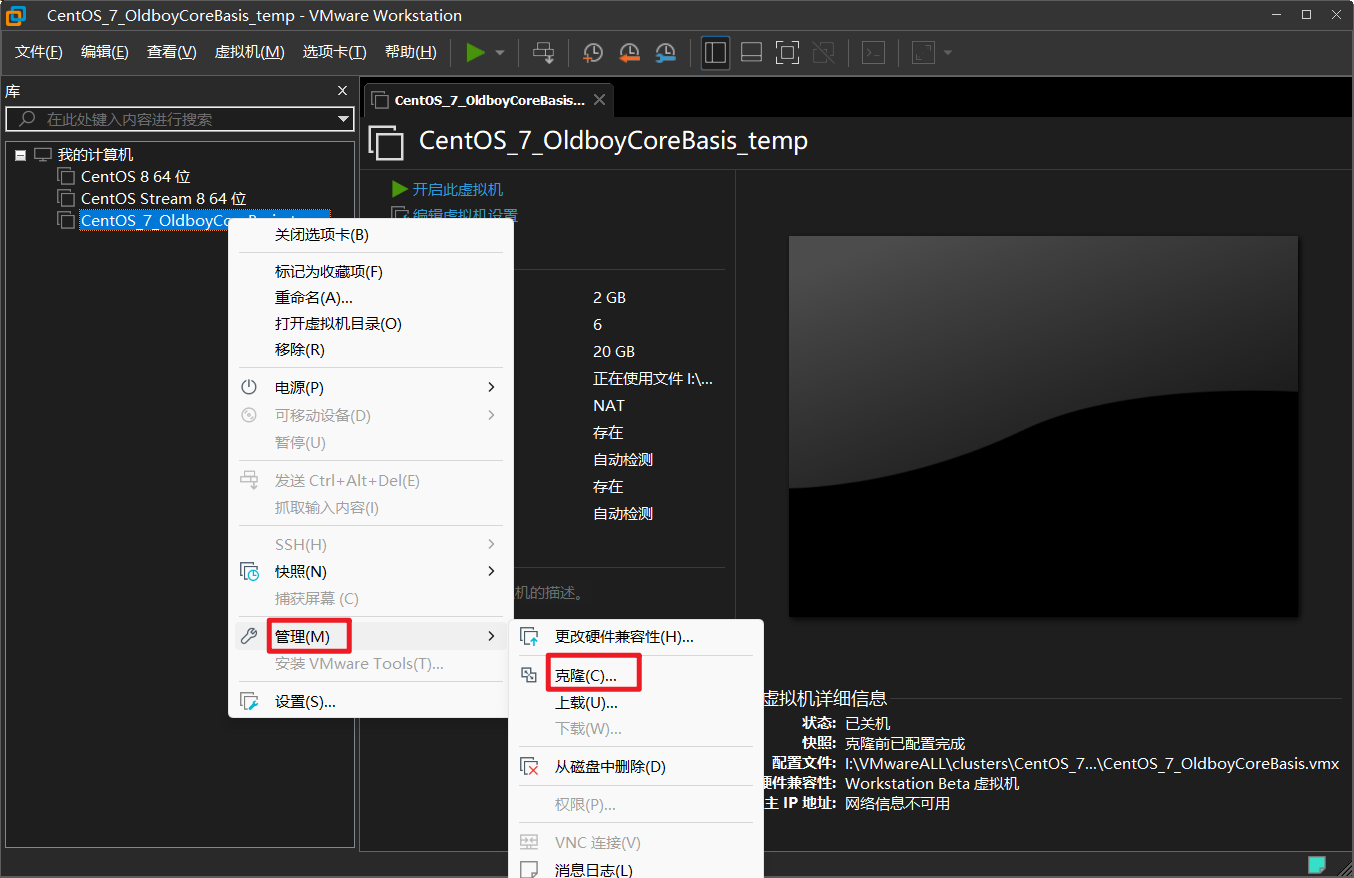 CentOS_7_OldboyCoreBasis_temp - VMware Workstation
文件(F) 编辑(E) 查看(V) 虚拟机(M) 选项卡(T) 帮助(H)
库
在此处键入内容进行搜索
我的计算机
CentOS 8 64 位
CentOS Stream 8 64 位
CentOS_7_OldboyCoreBasis_temp
CentOS_7_OldboyCoreBasis...
CentOS_7_OldboyCoreBasis_temp
开启此虚拟机
编辑虚拟机设置
2 GB
6
20 GB
正在使用文件 I:\...
NAT
存在
自动检测
存在
自动检测
机的描述。
关闭选项卡(B)
标记为收藏项(F)
重命名(A)...
打开虚拟机目录(O)
移除(R)
电源(P)
可移动设备(D)
暂停(U)
发送 Ctrl+Alt+Del(E)
抓取输入内容(I)
SSH(H)
快照(N)
捕获屏幕 (C)
管理(M)
安装 VMware Tools(T)...
设置(S)...
更改硬件兼容性(H)...
克隆(C)...
上载(U)...
下载(W)...
从磁盘中删除(D)
权限(P)...
VNC 连接(V)
消息日志(L)
虚拟机详细信息
状态: 已关机
快照: 克隆前已配置完成
配置文件: I:\VMwareALL\clusters\CentOS_7...\CentOS_7_OldboyCoreBasis.vmx
硬件兼容性: Workstation Beta 虚拟机
主 IP 地址: 网络信息不可用